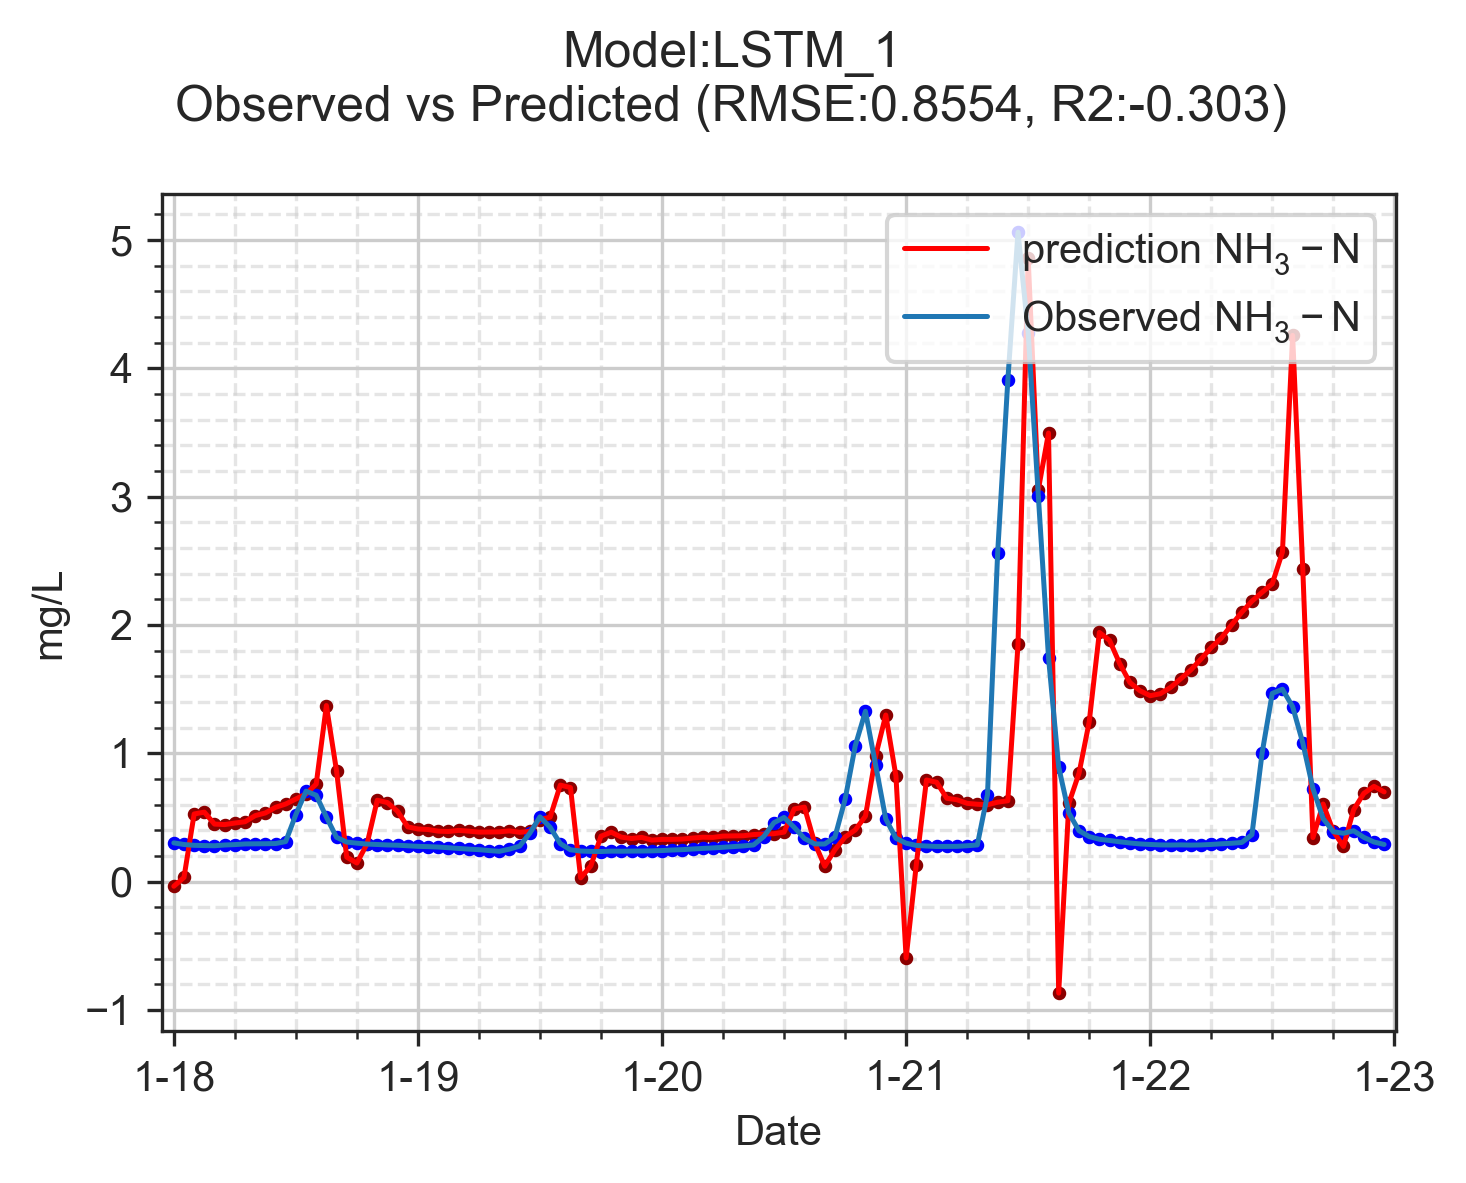 Model:LSTM_1
Observed vs Predicted (RMSE:0.8554, R2:-0.303)
prediction NH₃ − N
Observed NH₃ − N
5
4
3
2
1
0
−1
mg/L
1-18 1-19 1-20 1-21 1-22 1-23
Date